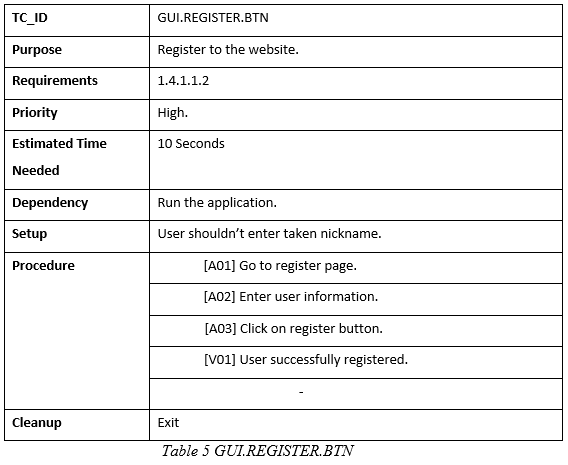 TC_ID GUI.REGISTER.BTN
Purpose Register to the website.
Requirements 1.4.1.1.2
Priority High.
Estimated Time 10 Seconds
Needed
Dependency Run the application.
Setup User shouldn’t enter taken nickname.
Procedure [A01] Go to register page.
[A02] Enter user information.
[A03] Click on register button.
[V01] User successfully registered.
-
Cleanup Exit
Table 5 GUI.REGISTER.BTN